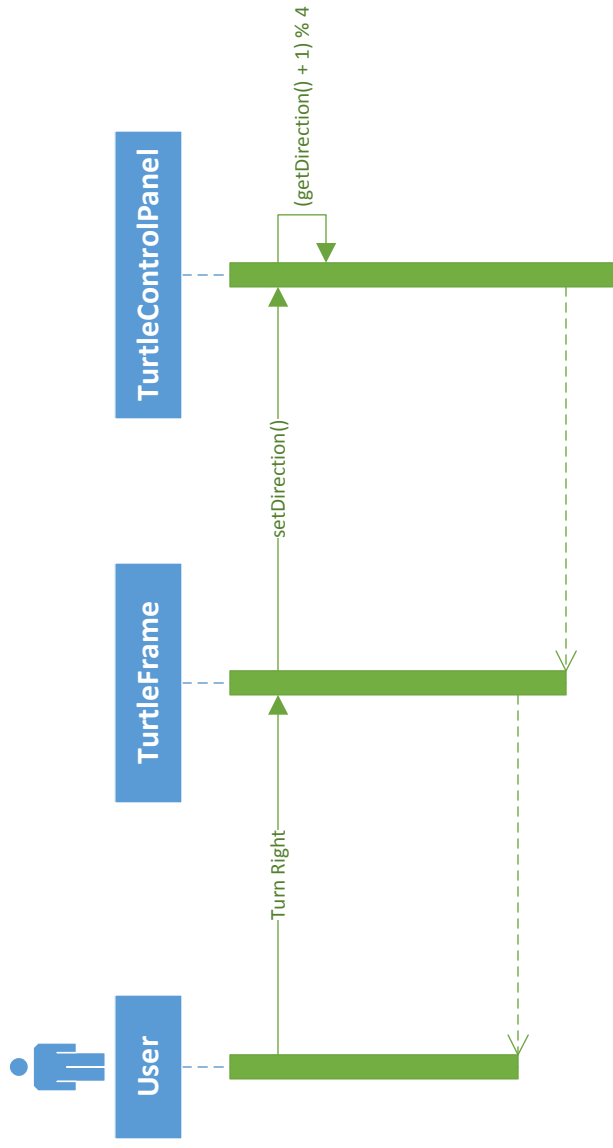 User
TurtleFrame
TurtleControlPanel
Turn Right
setDirection()
(getDirection() + 1) % 4